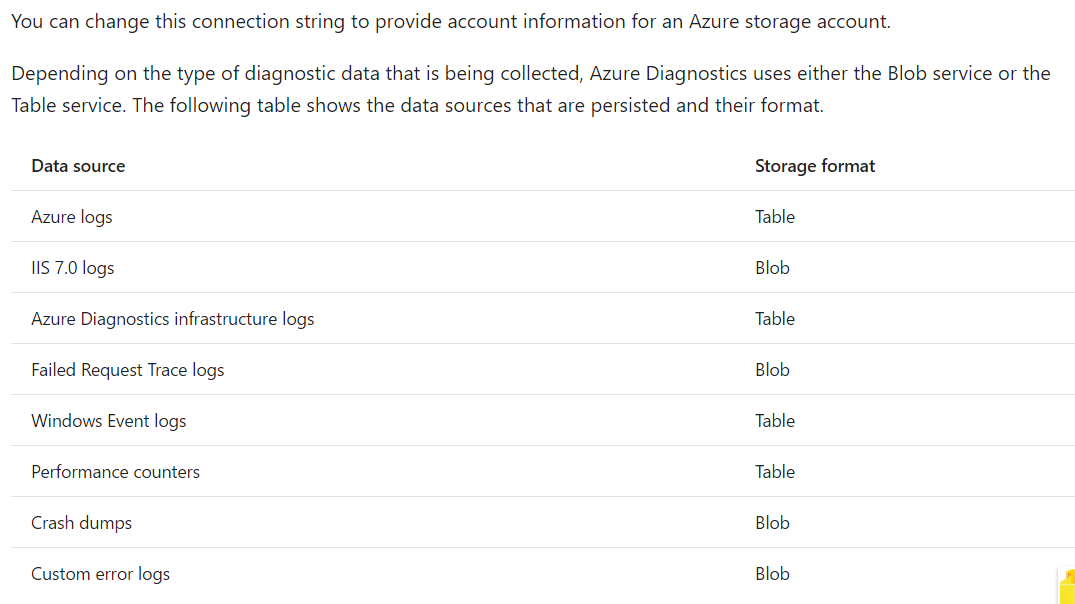 You can change this connection string to provide account information for an Azure storage account.
Depending on the type of diagnostic data that is being collected, Azure Diagnostics uses either the Blob service or the
Table service. The following table shows the data sources that are persisted and their format.
Data source Storage format
Azure logs Table
IIS 7.0 logs Blob
Azure Diagnostics infrastructure logs Table
Failed Request Trace logs Blob
Windows Event logs Table
Performance counters Table
Crash dumps Blob
Custom error logs Blob